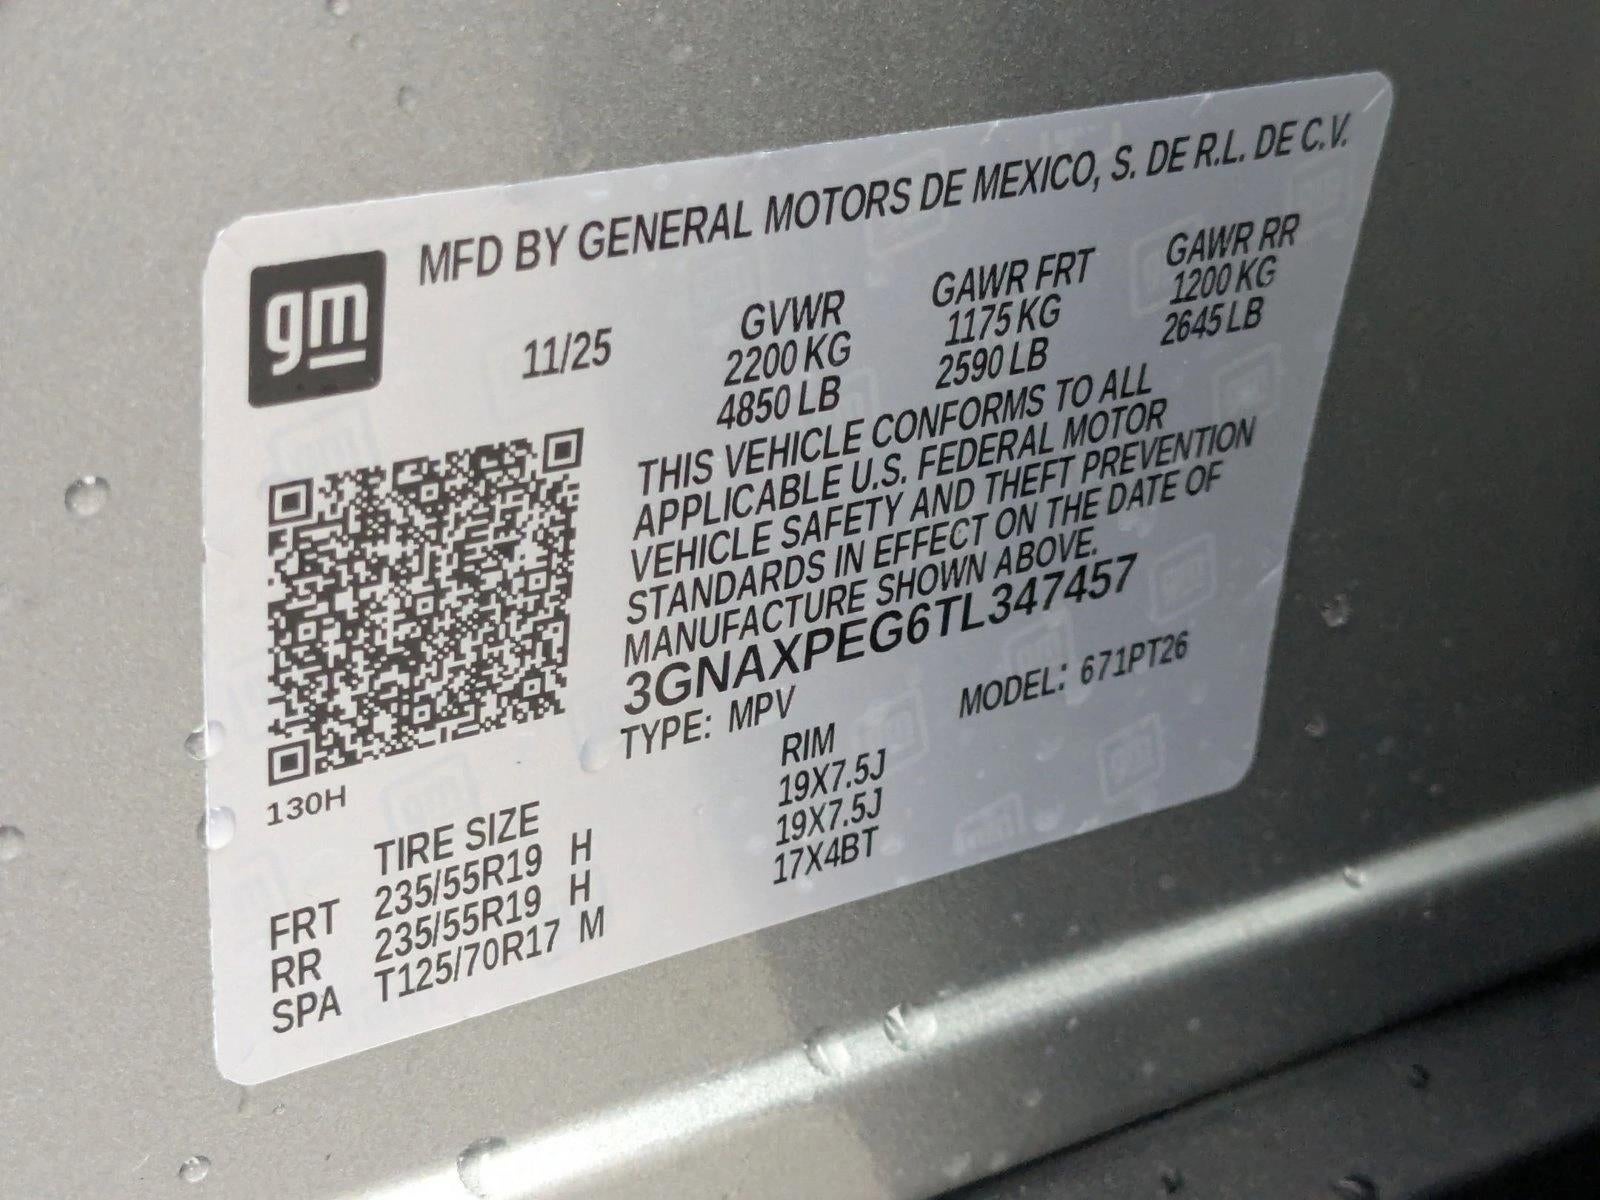 gm
MFD BY GENERAL MOTORS DE MEXICO, S. DE R.L. DE C.V.
11/25
GVWR
2200 KG
4850 LB
GAWR FRT
1175 KG
2590 LB
GAWR RR
1200 KG
2645 LB
THIS VEHICLE CONFORMS TO ALL
APPLICABLE U.S. FEDERAL MOTOR
VEHICLE SAFETY AND THEFT PREVENTION
STANDARDS IN EFFECT ON THE DATE OF
MANUFACTURE SHOWN ABOVE.
3GNAXPEG6TL347457
TYPE: MPV
MODEL: 671PT26
130H
TIRE SIZE RIM
FRT 235/55R19 H 19X7.5J
RR 235/55R19 H 19X7.5J
SPA T125/70R17 M 17X4BT